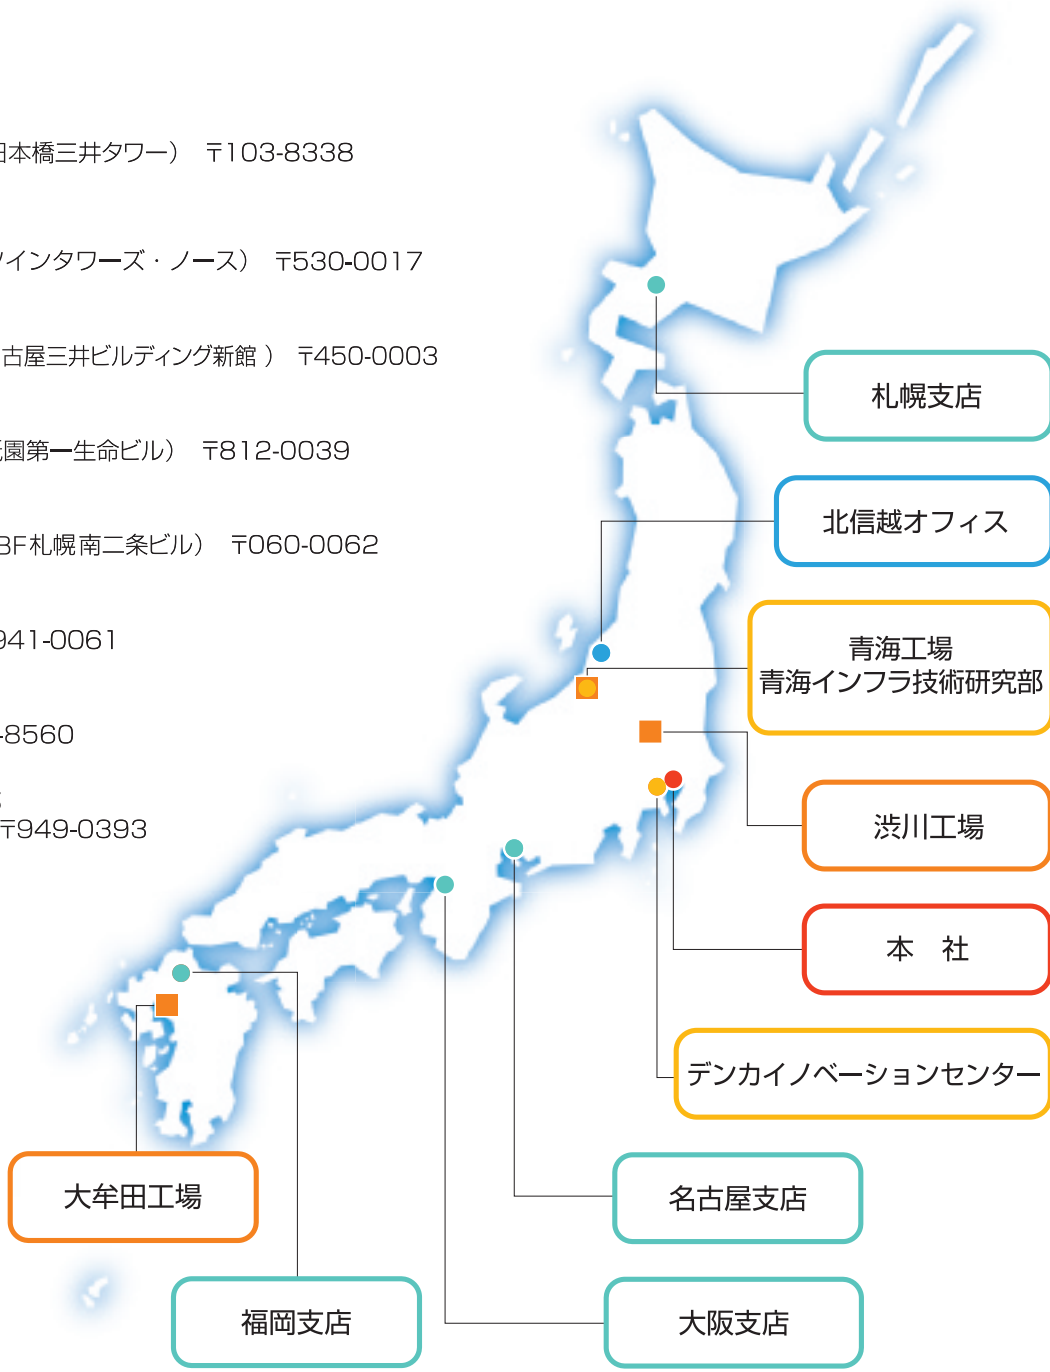 日本橋三井タワー） 〒103-8338
ツインタワーズ・ノース） 〒530-0017
古屋三井ビルディング新館 ） 〒450-0003
園第一生命ビル） 〒812-0039
3F札幌南二条ビル） 〒060-0062
941-0061
-8560
〒949-0393
札幌支店
北信越オフィス
青海工場
青海インフラ技術研究部
渋川工場
本　社
デンカイノベーションセンター
名古屋支店
大牟田工場
福岡支店
大阪支店